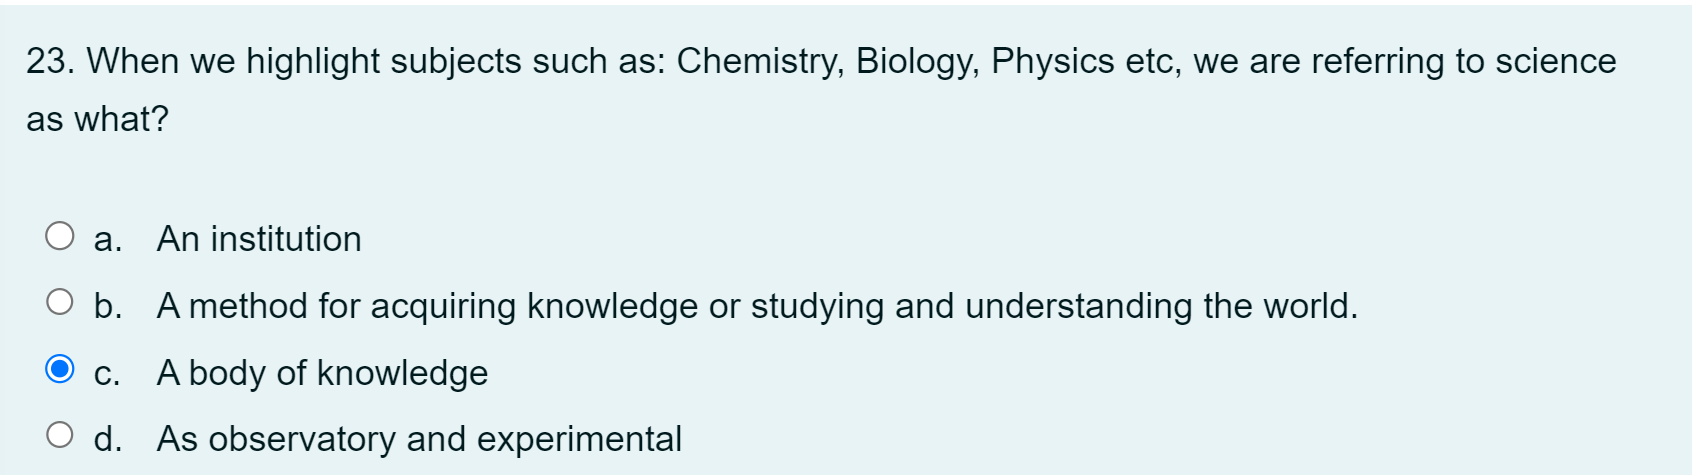 23. When we highlight subjects such as: Chemistry, Biology, Physics etc, we are referring to science
as what?
a. An institution
b. A method for acquiring knowledge or studying and understanding the world.
c. A body of knowledge
d. As observatory and experimental